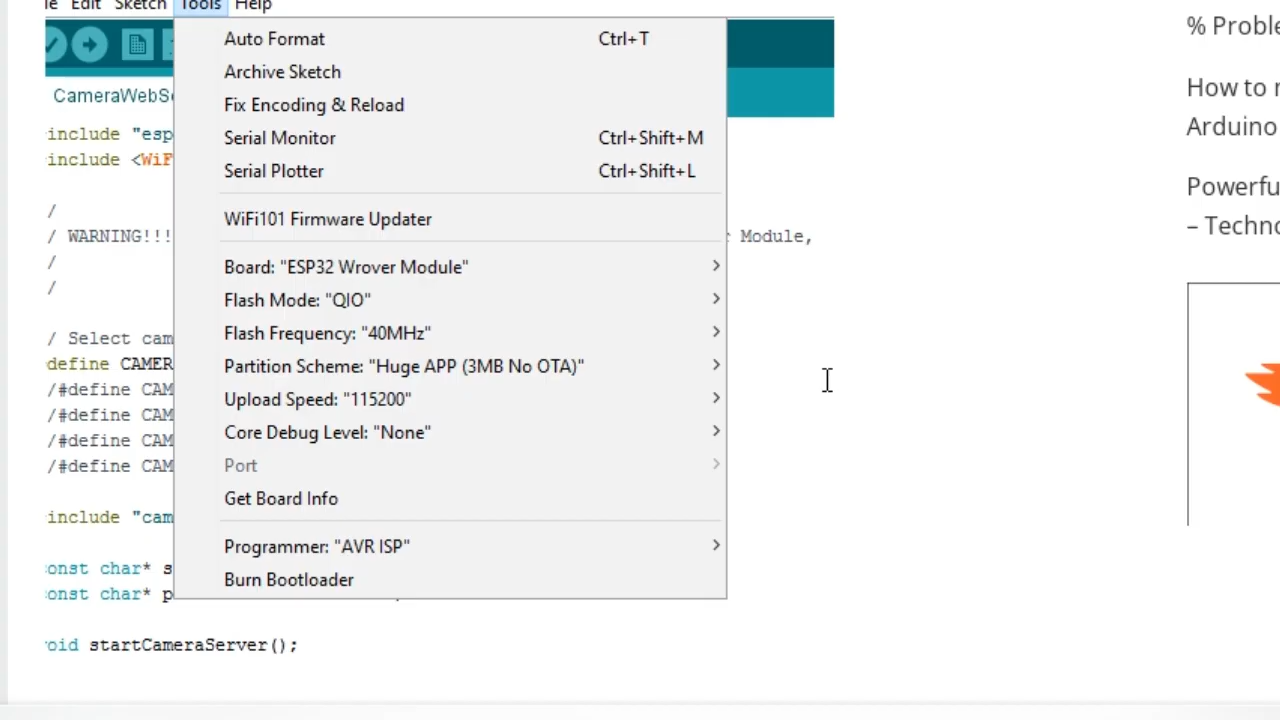 Edit Sketch Tools Help
Auto Format Ctrl+T
Archive Sketch
Fix Encoding & Reload
Serial Monitor Ctrl+Shift+M
Serial Plotter Ctrl+Shift+L
WiFi101 Firmware Updater
Board: "ESP32 Wrover Module"
Flash Mode: "QIO"
Flash Frequency: "40MHz"
Partition Scheme: "Huge APP (3MB No OTA)"
Upload Speed: "115200"
Core Debug Level: "None"
Port
Get Board Info
Programmer: "AVR ISP"
Burn Bootloader
CameraWebSe
include "esp
include <WiF
/
/ WARNING!!! Module,
/
/
/ Select cam
define CAMER
/#define CAM
/#define CAM
/#define CAM
/#define CAM
include "cam
onst char* s
onst char* p
oid startCameraServer();
% Proble
How to
Arduino
Powerfu
– Techno